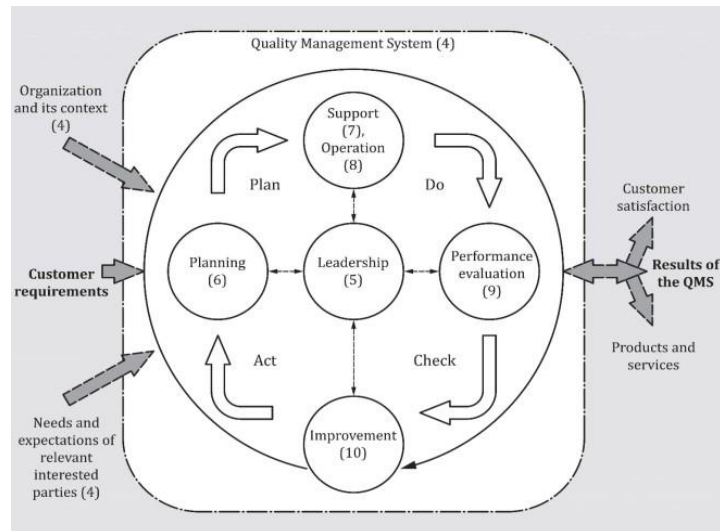 Quality Management System (4)
Organization
and its context
(4)
Support
(7),
Operation
(8)
Plan
Do
Customer
satisfaction
Customer
requirements
Planning
(6)
Leadership
(5)
Performance
evaluation
(9)
Results of
the QMS
Act
Check
Products and
services
Improvement
(10)
Needs and
expectations of
relevant
interested
parties (4)